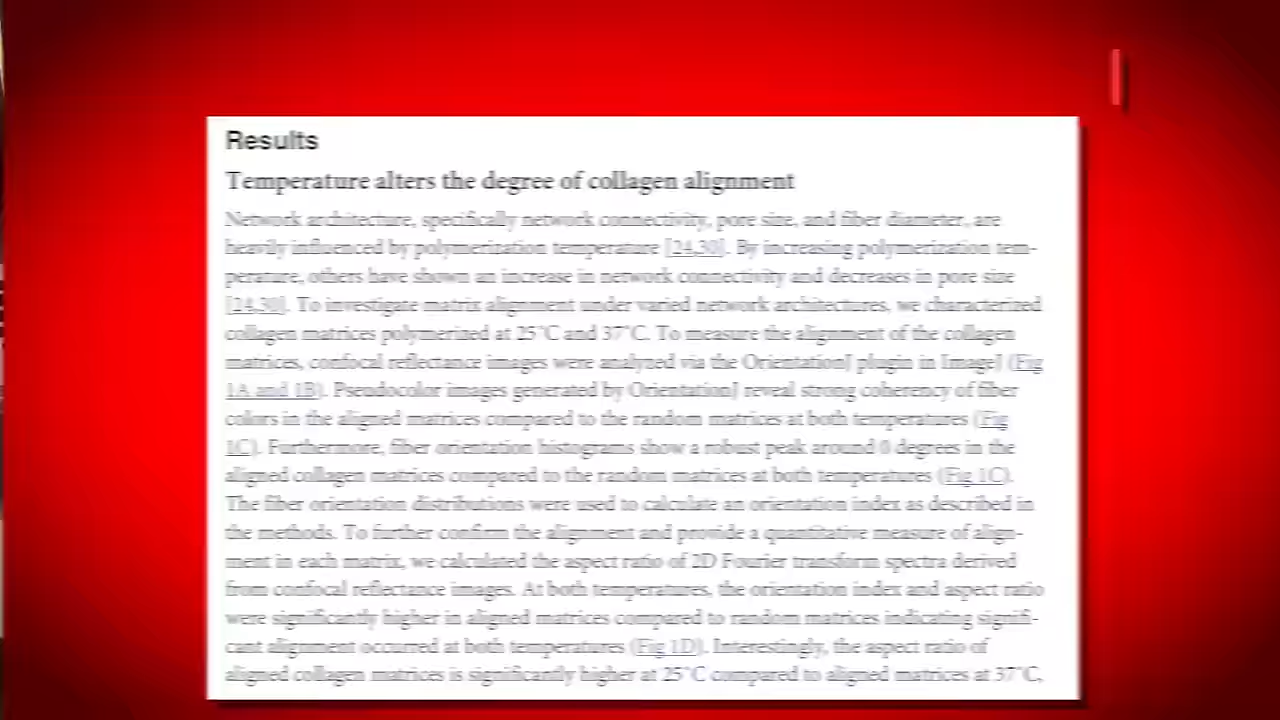 Results
Temperature alters the degree of collagen alignment
Network architecture, specifically network connectivity, pore size, and fiber diameter, are
heavily influenced by polymerization temperature [24,30]. By increasing polymerization tem-
perature, others have shown an increase in network connectivity and decreases in pore size
[24,30]. To investigate matrix alignment under varied network architectures, we characterized
collagen matrices polymerized at 25°C and 37°C. To measure the alignment of the collagen
matrices, confocal reflectance images were analyzed via the OrientationJ plugin in ImageJ (Fig
1A and 1B). Pseudocolor images generated by OrientationJ reveal strong coherency of fiber
colors in the aligned matrices compared to the random matrices at both temperatures (Fig
1C). Furthermore, fiber orientation histograms show a robust peak around 0 degrees in the
aligned collagen matrices compared to the random matrices at both temperatures (Fig 1C).
The fiber orientation distributions were used to calculate an orientation index as described in
the methods. To further confirm the alignment and provide a quantitative measure of align-
ment in each matrix, we calculated the aspect ratio of 2D Fourier transform spectra derived
from confocal reflectance images. At both temperatures, the orientation index and aspect ratio
were significantly higher in aligned matrices compared to random matrices indicating signifi-
cant alignment occurred at both temperatures (Fig 1D). Interestingly, the aspect ratio of
aligned collagen matrices is significantly higher at 25°C compared to aligned matrices at 37°C,